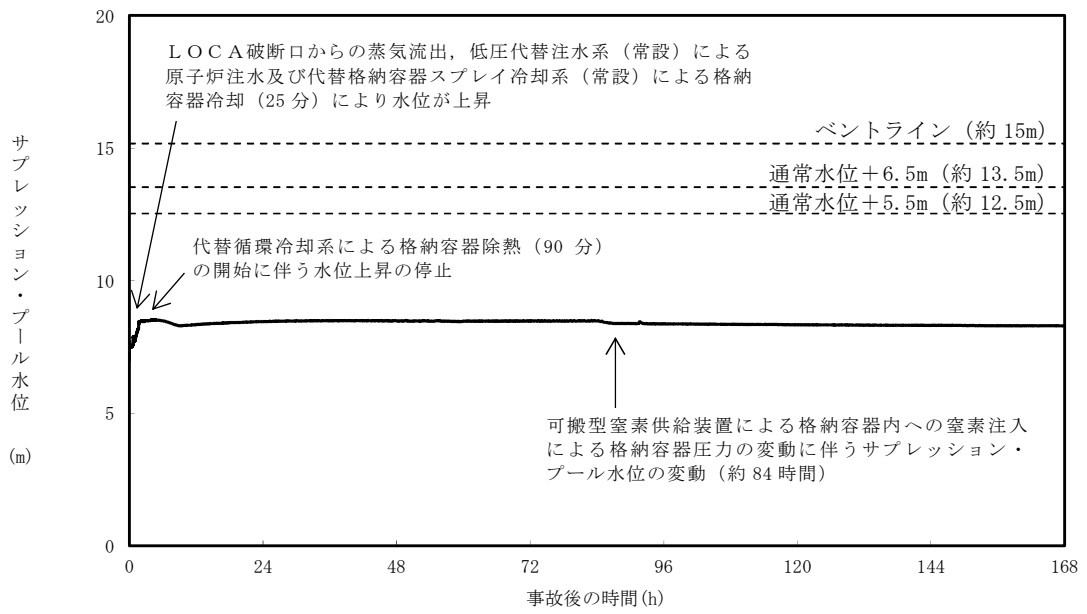 20
ＬＯＣＡ破断口からの蒸気流出，低圧代替注水系（常設）による
原子炉注水及び代替格納容器スプレイ冷却系（常設）による格納
容器冷却（25 分）により水位が上昇
ベントライン（約 15m）
15
通常水位＋6.5m（約 13.5m）
通常水位＋5.5m（約 12.5m）
代替循環冷却系による格納容器除熱（90 分）
の開始に伴う水位上昇の停止
サプレッション・プール水位 (m)
10
5
可搬型窒素供給装置による格納容器内への窒素注入
による格納容器圧力の変動に伴うサプレッション・
プール水位の変動（約 84 時間）
0
0 24 48 72 96 120 144 168
事故後の時間(h)